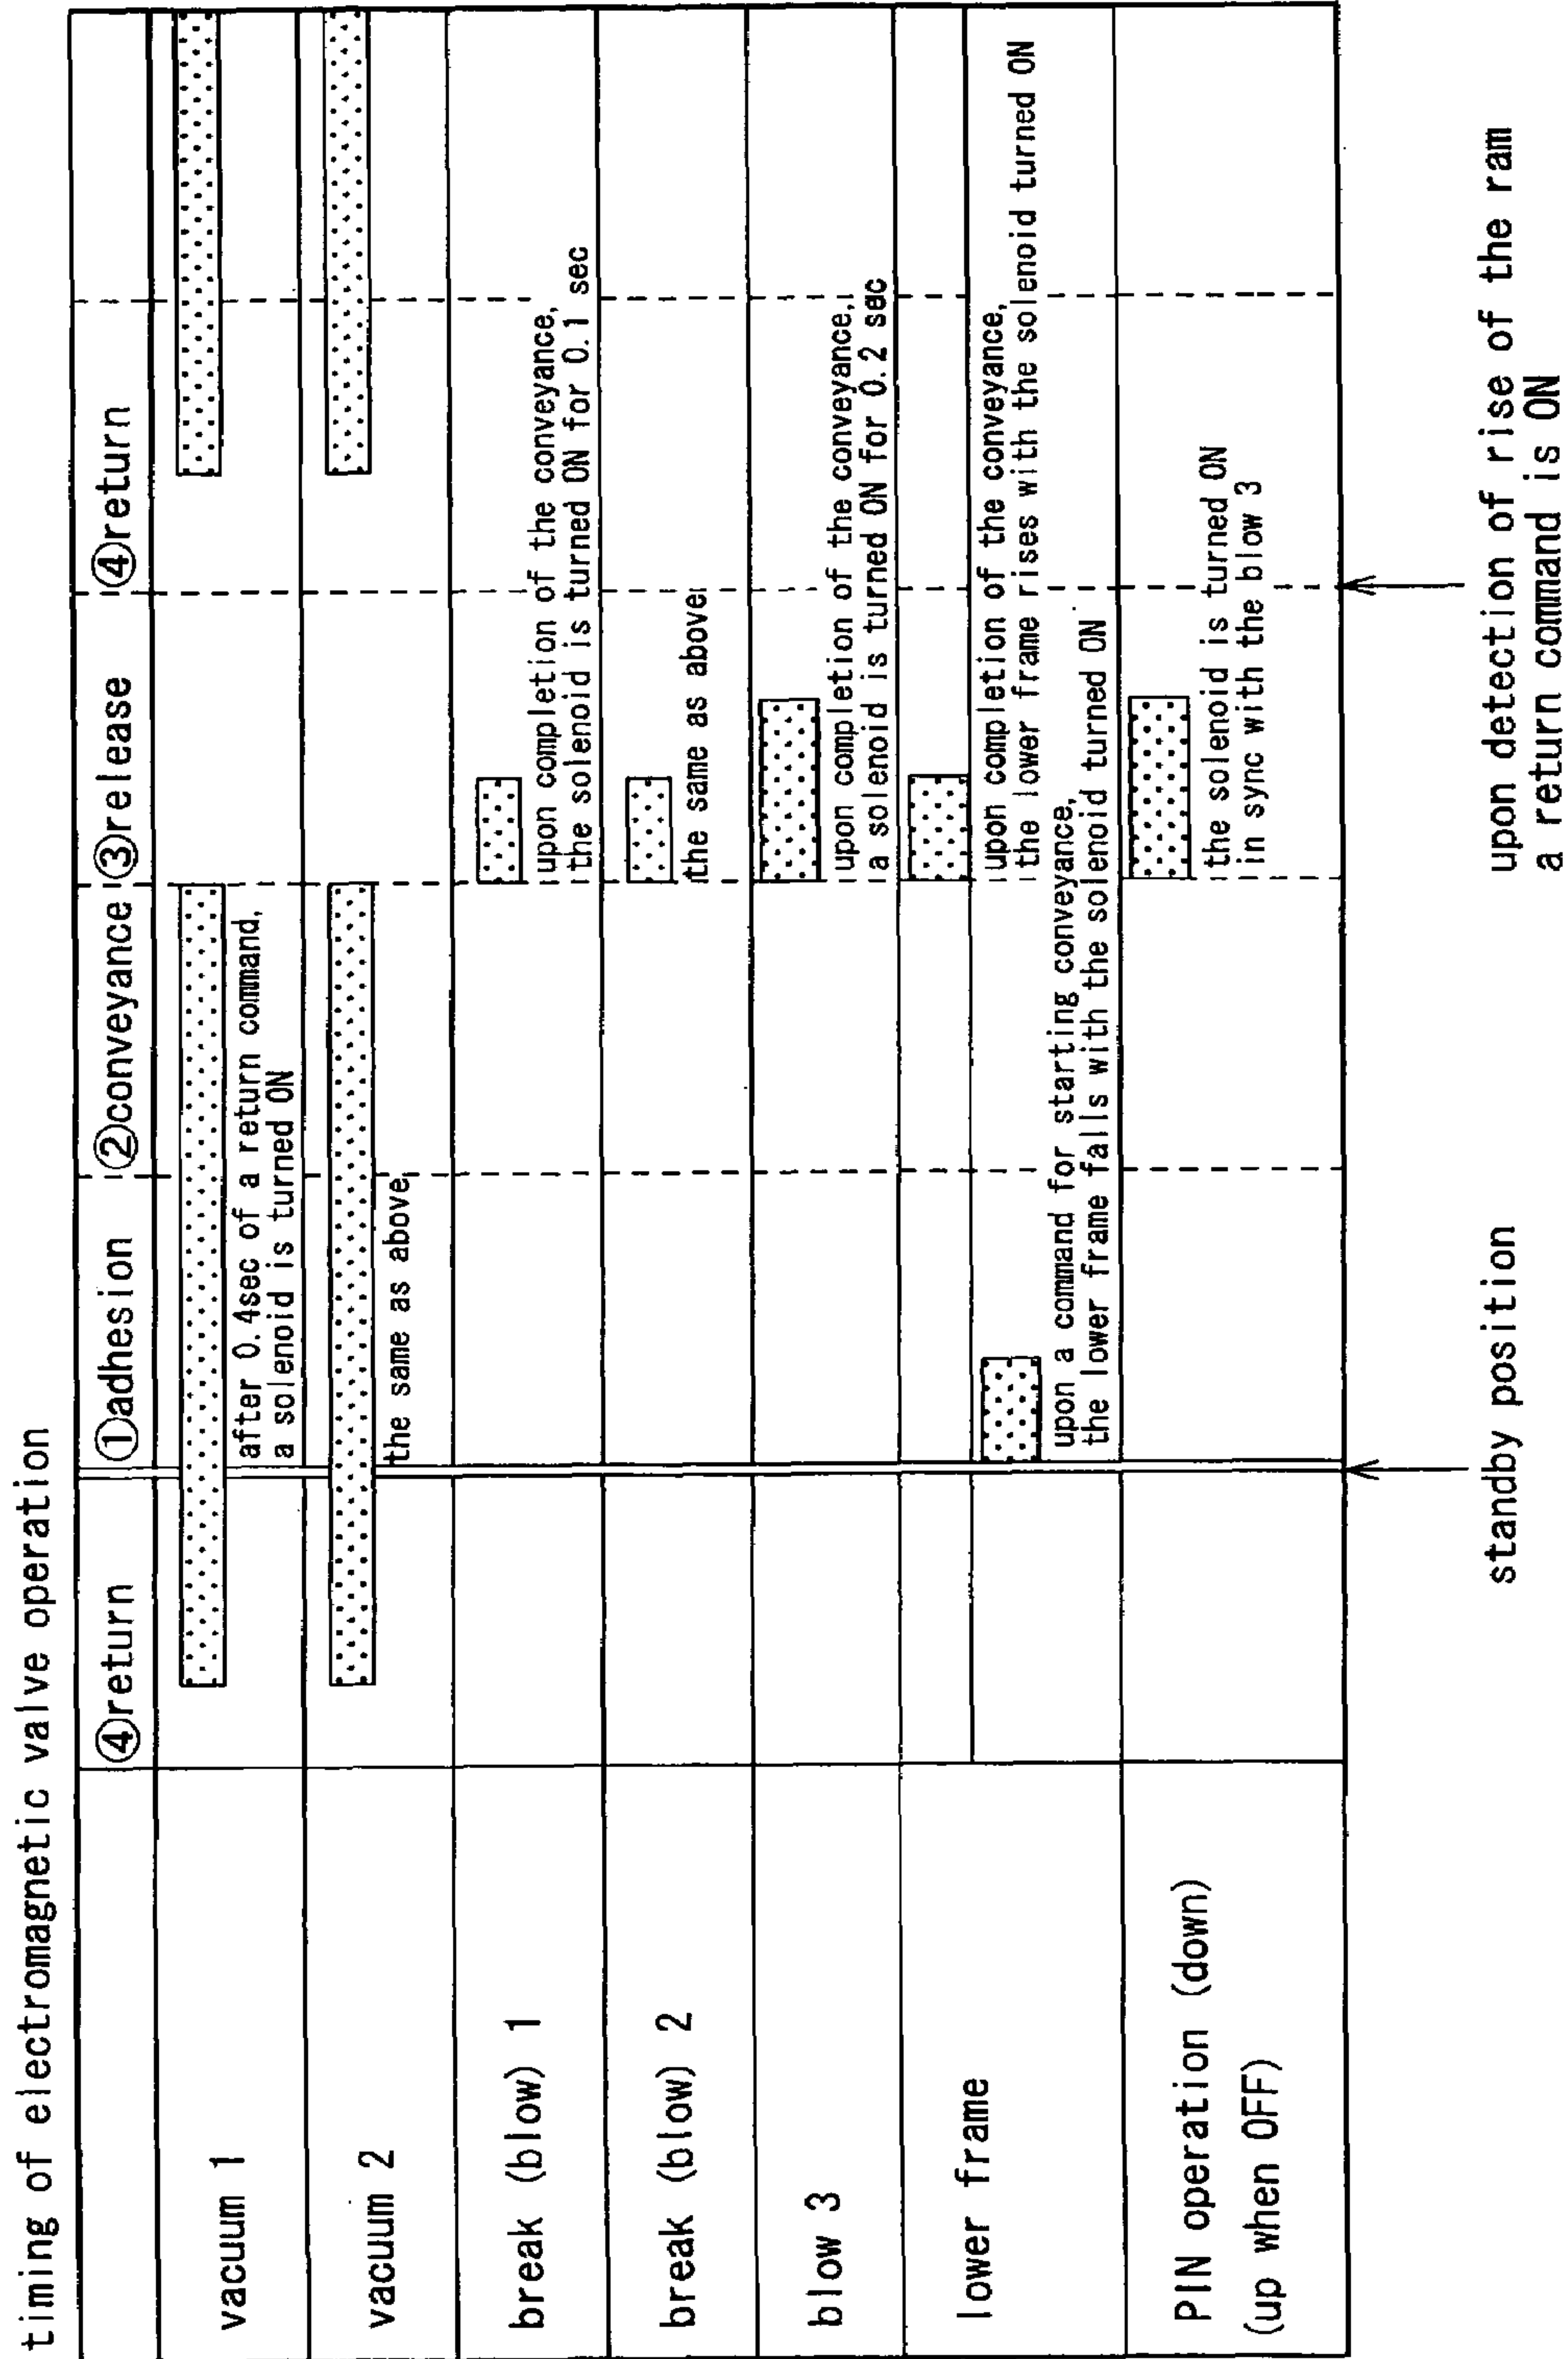 timing of electromagnetic valve operation
④return
①adhesion
②conveyance
③release
④return
vacuum 1
after 0.4sec of a return command,
a solenoid is turned ON
vacuum 2
the same as above
break (blow) 1
upon completion of the conveyance,
the solenoid is turned ON for 0.1 sec
break (blow) 2
the same as above
blow 3
upon completion of the conveyance,
a solenoid is turned ON for 0.2 sec
lower frame
upon completion of the conveyance,
the lower frame rises with the solenoid turned ON
upon a command for starting conveyance,
the lower frame falls with the solenoid turned ON
PIN operation (down)
(up when OFF)
the solenoid is turned ON
in sync with the blow 3
standby position
upon detection of rise of the ram
a return command is ON